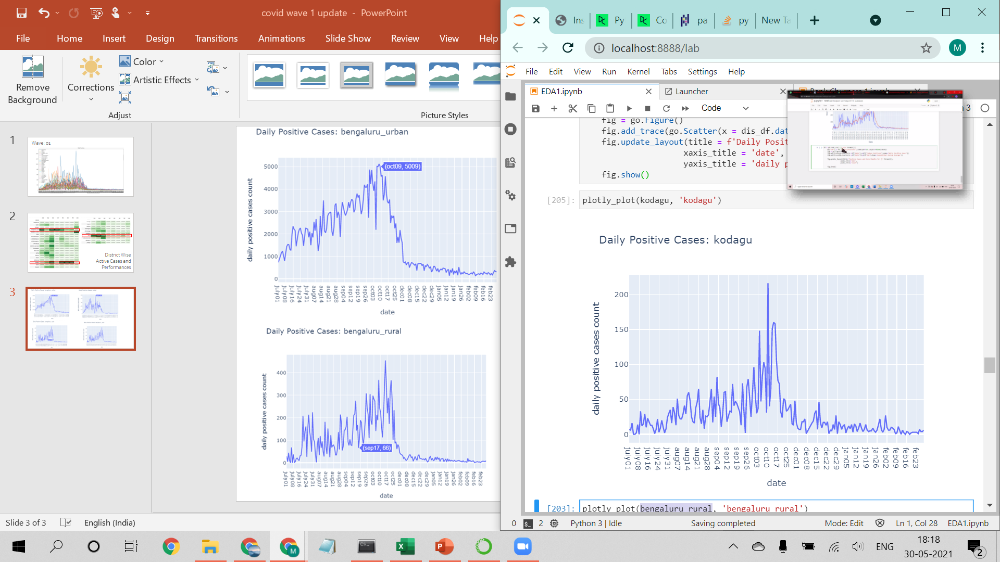 covid wave 1 update - PowerPoint
File Home Insert Design Transitions Animations Slide Show Review View Help
Remove Background
Corrections
Color
Artistic Effects
Adjust
Picture Styles
1
Wave: 01
2
District Wise
Active Cases and
Performances
3
Daily Positive Cases: bengaluru_urban
daily positive cases count
5000
4000
3000
2000
1000
0
(oct09, 5009)
july01 july08 july16 july24 july31 aug07 aug14 aug21 aug28 sep04 sep12 sep19 sep26 oct03 oct10 oct17 oct25 dec01 dec08 dec15 dec22 dec29 jan05 jan12 jan19 jan26 feb02 feb09 feb16 feb23
date
Daily Positive Cases: bengaluru_rural
daily positive cases count
400
300
200
100
0
(sep17, 66)
july01 july08 july16 july24 july31 aug07 aug14 aug21 aug28 sep04 sep12 sep19 sep26 oct03 oct10 oct17 oct25 dec01 dec08 dec15 dec22 dec29 jan05 jan12 jan19 jan26 feb02 feb09 feb16 feb23
date
Slide 3 of 3 English (India)
Ins Py Co pa py New Ta
localhost:8888/lab
M
File Edit View Run Kernel Tabs Settings Help
EDA1.ipynb
Launcher
Code
3
fig = go.Figure()
fig.add_trace(go.Scatter(x = dis_df.dat
fig.update_layout(title = f'Daily Posit
xaxis_title = 'date',
yaxis_title = 'daily p
fig.show()
[205]: plotly_plot(kodagu, 'kodagu')
Daily Positive Cases: kodagu
daily positive cases count
200
150
100
50
0
july01 july08 july16 july24 july31 aug07 aug14 aug21 aug28 sep04 sep12 sep19 sep26 oct03 oct10 oct17 oct25 dec01 dec08 dec15 dec22 dec29 jan05 jan12 jan19 jan26 feb02 feb09 feb16 feb23
date
[203]: plotly_plot(bengaluru_rural, 'bengaluru_rural')
0 2 Python 3 | Idle Saving completed Mode: Edit Ln 1, Col 28 EDA1.ipynb
ENG
18:18
30-05-2021
2